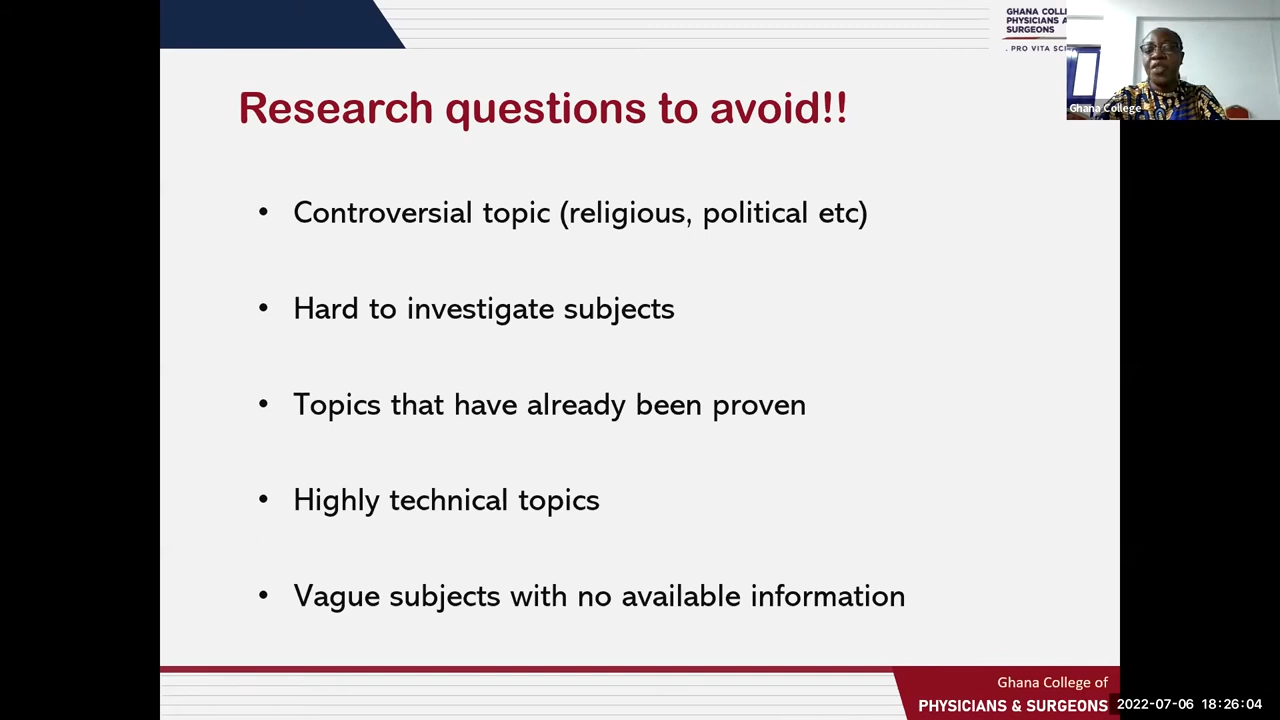 GHANA COLL
PHYSICIANS A
SURGEONS
. PRO VITA SCI
Ghana College
Research questions to avoid!!
• Controversial topic (religious, political etc)
• Hard to investigate subjects
• Topics that have already been proven
• Highly technical topics
• Vague subjects with no available information
Ghana College of
PHYSICIANS & SURGEONS
2022-07-06 18:26:04